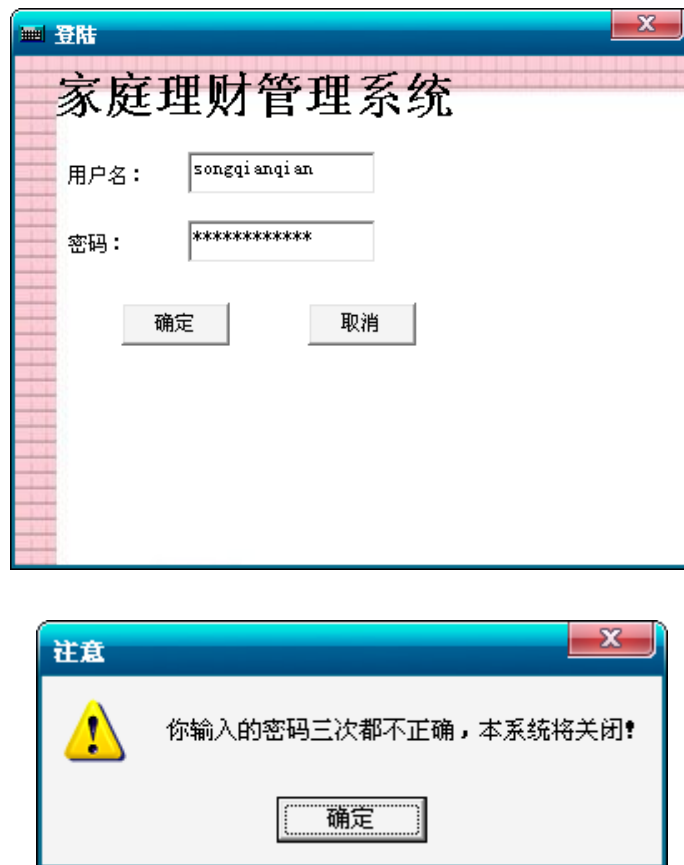 登陆
家庭理财管理系统
用户名：
songqianqian
密码：
************
确定
取消
注意
你输入的密码三次都不正确，本系统将关闭！
确定